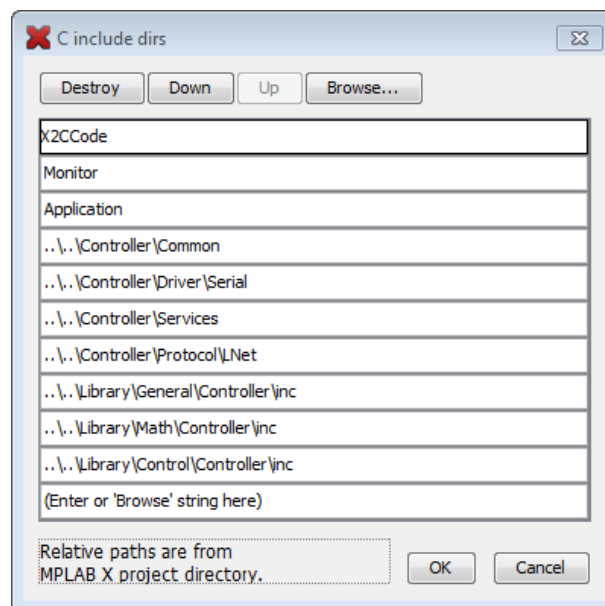 C include dirs
Destroy Down Up Browse...
X2CCode
Monitor
Application
..\..\Controller\Common
..\..\Controller\Driver\Serial
..\..\Controller\Services
..\..\Controller\Protocol\LNet
..\..\Library\General\Controller\inc
..\..\Library\Math\Controller\inc
..\..\Library\Control\Controller\inc
(Enter or 'Browse' string here)
Relative paths are from
MPLAB X project directory.
OK Cancel